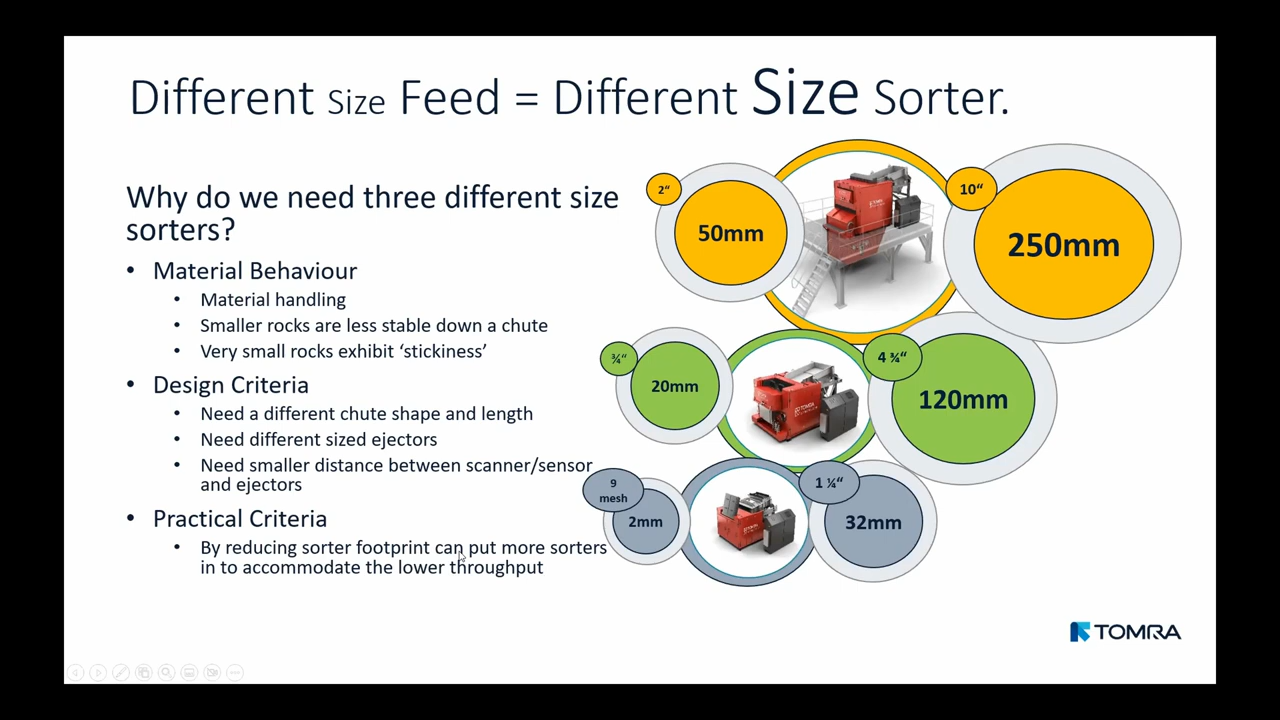 Different Size Feed = Different Size Sorter.
Why do we need three different size
sorters?
• Material Behaviour
• Material handling
• Smaller rocks are less stable down a chute
• Very small rocks exhibit ‘stickiness’
• Design Criteria
• Need a different chute shape and length
• Need different sized ejectors
• Need smaller distance between scanner/sensor
and ejectors
• Practical Criteria
• By reducing sorter footprint can put more sorters
in to accommodate the lower throughput
2“
50mm
10“
250mm
¾“
20mm
4 ¾“
120mm
9
mesh
2mm
1 ¼“
32mm
TOMRA